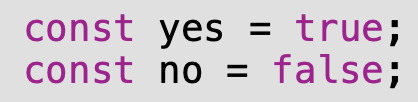 const yes = true;
const no = false;